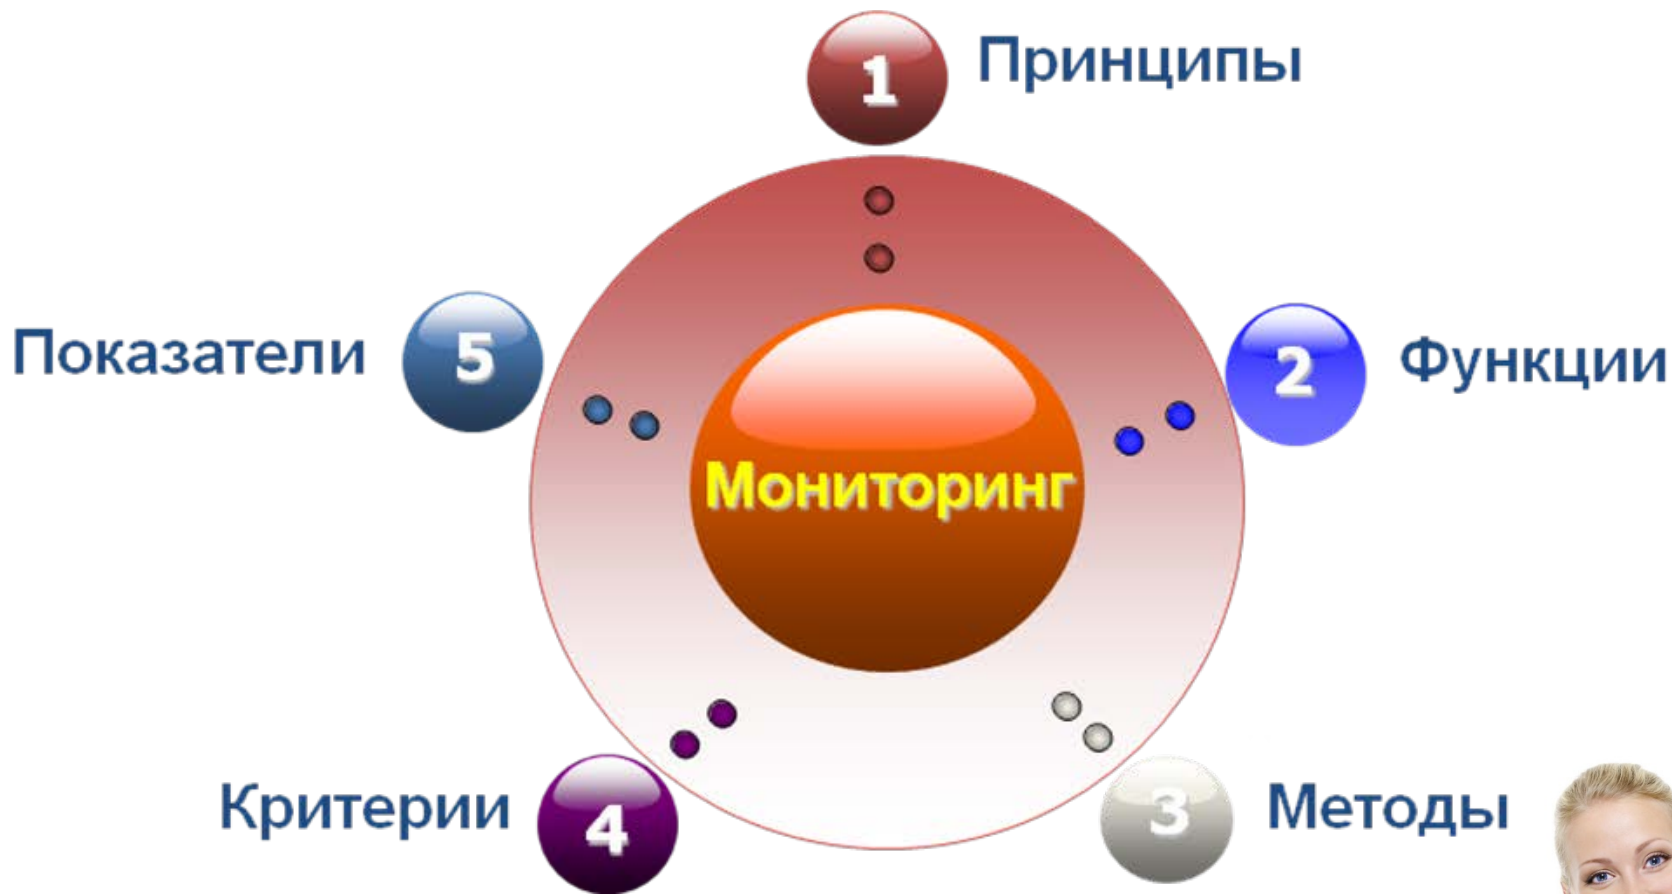 1 Принципы
2 Функции
3 Методы
4 Критерии
5 Показатели
Мониторинг